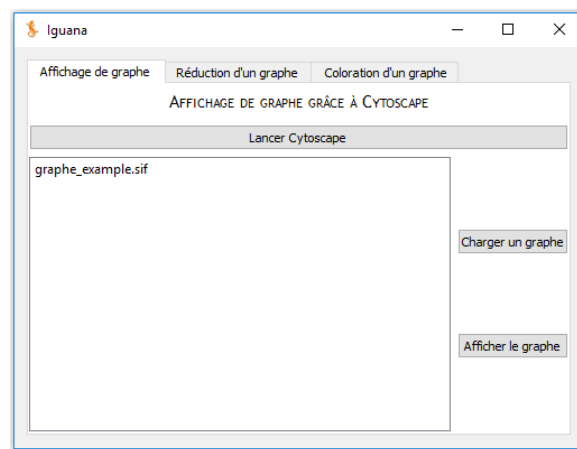 Iguana
Affichage de graphe Réduction d'un graphe Coloration d'un graphe
AFFICHAGE DE GRAPHE GRÂCE À CYTOSCAPE
Lancer Cytoscape
graphe_example.sif
Charger un graphe
Afficher le graphe